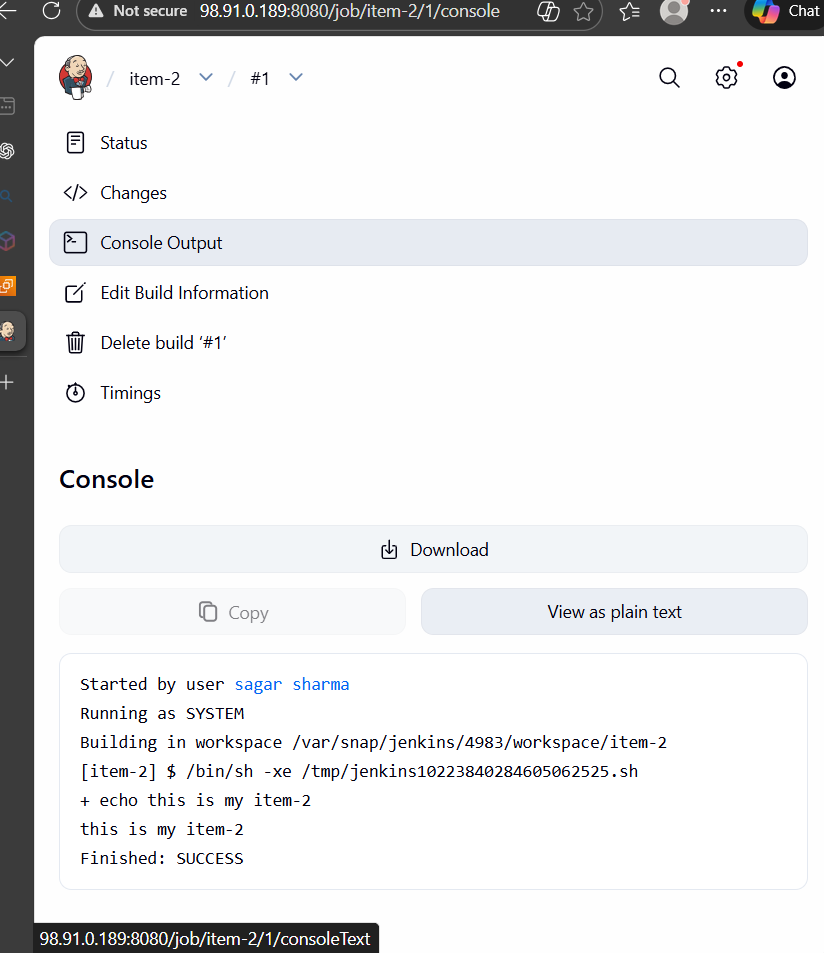 Not secure 98.91.0.189:8080/job/item-2/1/console
Chat
/ item-2 / #1
Status
Changes
Console Output
Edit Build Information
Delete build ‘#1’
Timings
Console
Download
Copy
View as plain text
Started by user sagar sharma
Running as SYSTEM
Building in workspace /var/snap/jenkins/4983/workspace/item-2
[item-2] $ /bin/sh -xe /tmp/jenkins10223840284605062525.sh
+ echo this is my item-2
this is my item-2
Finished: SUCCESS
98.91.0.189:8080/job/item-2/1/consoleText